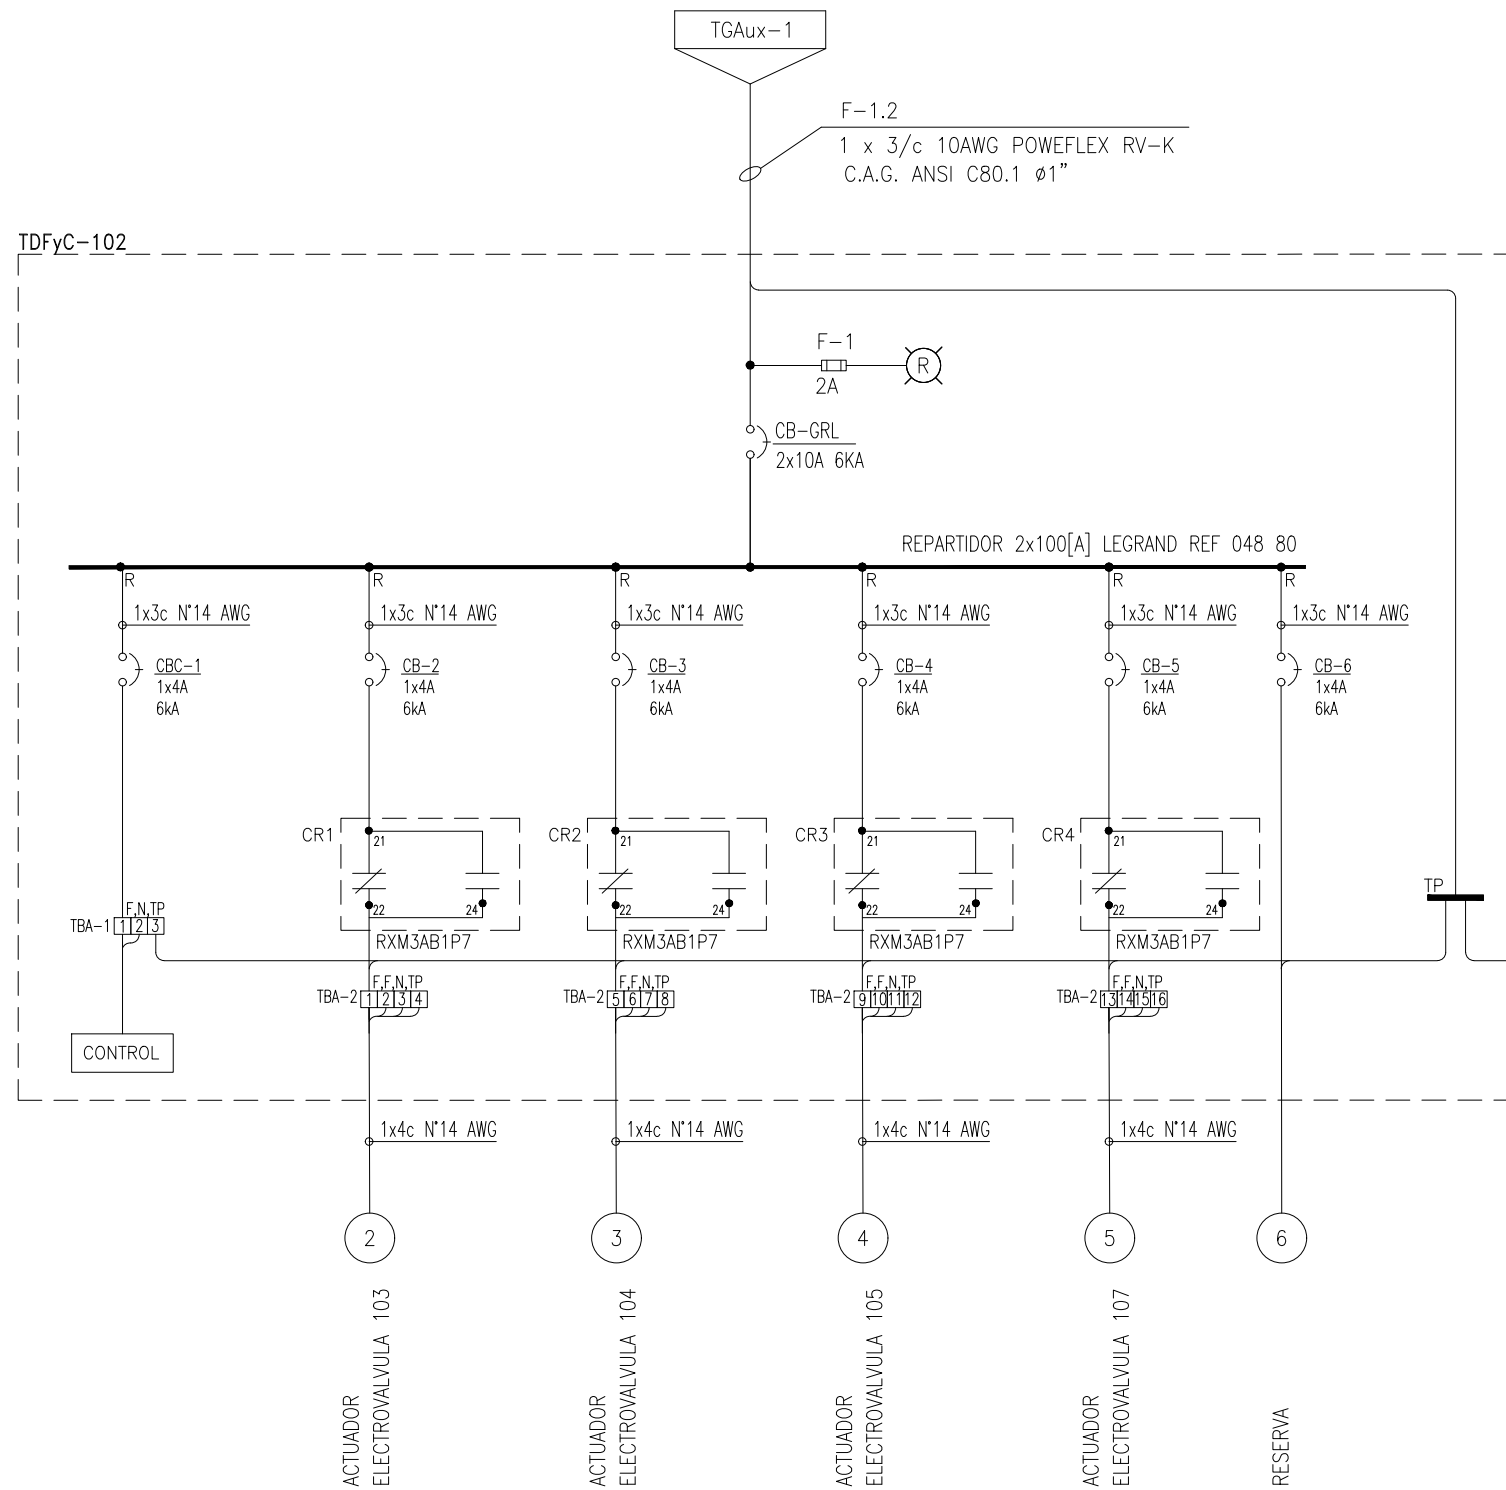 TGAux-1
F-1.2
1 x 3/c 10AWG POWEFLEX RV-K
C.A.G. ANSI C80.1 ø1"
TDFyC-102
F-1
R
2A
CB-GRL
2x10A 6KA
REPARTIDOR 2x100[A] LEGRAND REF 048 80
R R R R R R
1x3c N°14 AWG 1x3c N°14 AWG 1x3c N°14 AWG 1x3c N°14 AWG 1x3c N°14 AWG 1x3c N°14 AWG
CBC-1 CB-2 CB-3 CB-4 CB-5 CB-6
1x4A 1x4A 1x4A 1x4A 1x4A 1x4A
6kA 6kA 6kA 6kA 6kA 6kA
CR1 21 CR2 21 CR3 21 CR4 21
TP
22 24 22 24 22 24 22 24
F,N,TP
TBA-1 1 2 3
RXM3AB1P7 RXM3AB1P7 RXM3AB1P7 RXM3AB1P7
F,F,N,TP F,F,N,TP F,F,N,TP F,F,N,TP
TBA-2 1 2 3 4 TBA-2 5 6 7 8 TBA-2 9 10 11 12 TBA-2 13 14 15 16
CONTROL
1x4c N°14 AWG 1x4c N°14 AWG 1x4c N°14 AWG 1x4c N°14 AWG
2 3 4 5 6
ACTUADOR
ELECTROVALVULA 103
ACTUADOR
ELECTROVALVULA 104
ACTUADOR
ELECTROVALVULA 105
ACTUADOR
ELECTROVALVULA 107
RESERVA